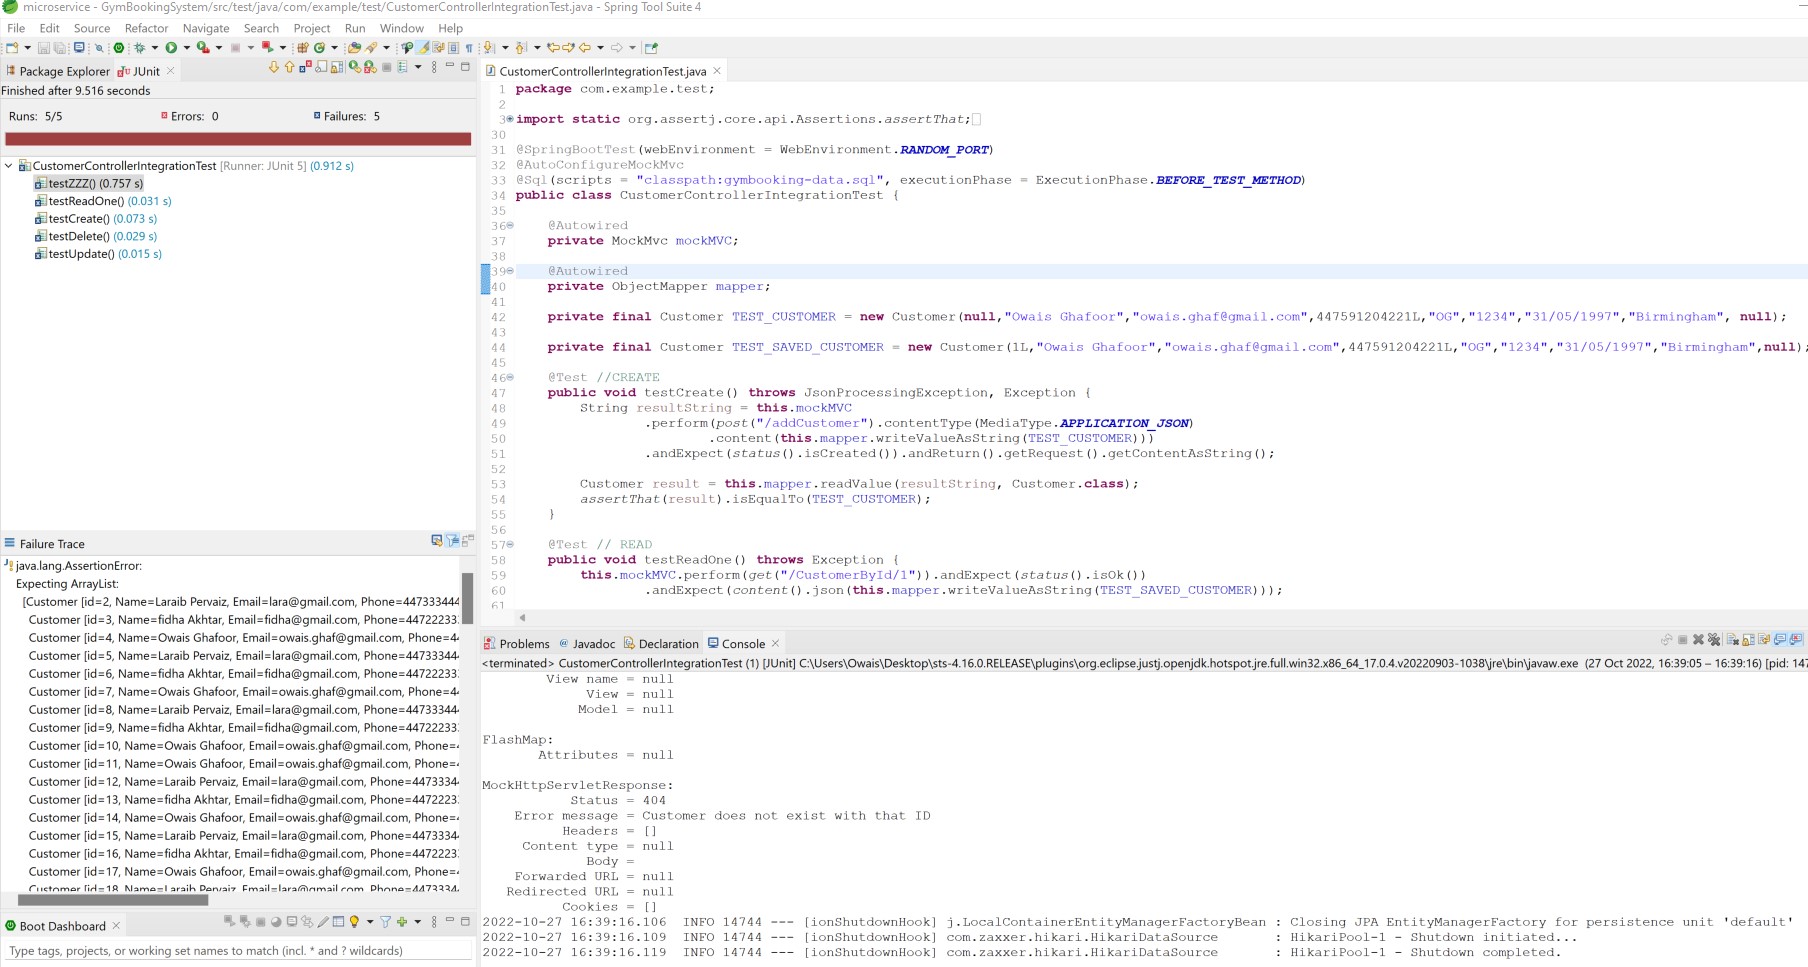 microservice - GymBookingSystem/src/test/java/com/example/test/CustomerControllerIntegrationTest.java - Spring Tool Suite 4
File Edit Source Refactor Navigate Search Project Run Window Help
Package Explorer JUnit
Finished after 9.516 seconds
Runs: 5/5 Errors: 0 Failures: 5
CustomerControllerIntegrationTest [Runner: JUnit 5] (0.912 s)
testZZZ() (0.757 s)
testReadOne() (0.031 s)
testCreate() (0.073 s)
testDelete() (0.029 s)
testUpdate() (0.015 s)
Failure Trace
java.lang.AssertionError:
Expecting ArrayList:
[Customer [id=2, Name=Laraib Pervaiz, Email=lara@gmail.com, Phone=447333444
Customer [id=3, Name=fidha Akhtar, Email=fidha@gmail.com, Phone=447222333
Customer [id=4, Name=Owais Ghafoor, Email=owais.ghaf@gmail.com, Phone=44
Customer [id=5, Name=Laraib Pervaiz, Email=lara@gmail.com, Phone=4473334
Customer [id=6, Name=fidha Akhtar, Email=fidha@gmail.com, Phone=44722233
Customer [id=7, Name=Owais Ghafoor, Email=owais.ghaf@gmail.com, Phone=44
Customer [id=8, Name=Laraib Pervaiz, Email=lara@gmail.com, Phone=44733344
Customer [id=9, Name=fidha Akhtar, Email=fidha@gmail.com, Phone=44722233
Customer [id=10, Name=Owais Ghafoor, Email=owais.ghaf@gmail.com, Phone=4
Customer [id=11, Name=Owais Ghafoor, Email=owais.ghaf@gmail.com, Phone=4
Customer [id=12, Name=Laraib Pervaiz, Email=lara@gmail.com, Phone=4473334
Customer [id=13, Name=fidha Akhtar, Email=fidha@gmail.com, Phone=4472223
Customer [id=14, Name=Owais Ghafoor, Email=owais.ghaf@gmail.com, Phone=4
Customer [id=15, Name=Laraib Pervaiz, Email=lara@gmail.com, Phone=4473334
Customer [id=16, Name=fidha Akhtar, Email=fidha@gmail.com, Phone=4472223
Customer [id=17, Name=Owais Ghafoor, Email=owais.ghaf@gmail.com, Phone=4
Customer [id=18, Name=Laraib Pervaiz, Email=lara@gmail.com, Phone=4473334
Boot Dashboard
Type tags, projects, or working set names to match (incl. * and ? wildcards)
CustomerControllerIntegrationTest.java
1 package com.example.test;
2
3 import static org.assertj.core.api.Assertions.assertThat;
30
31 @SpringBootTest(webEnvironment = WebEnvironment.RANDOM_PORT)
32 @AutoConfigureMockMvc
33 @Sql(scripts = "classpath:gymbooking-data.sql", executionPhase = ExecutionPhase.BEFORE_TEST_METHOD)
34 public class CustomerControllerIntegrationTest {
35
36 @Autowired
37 private MockMvc mockMVC;
38
39 @Autowired
40 private ObjectMapper mapper;
41
42 private final Customer TEST_CUSTOMER = new Customer(null,"Owais Ghafoor","owais.ghaf@gmail.com",447591204221L,"OG","1234","31/05/1997","Birmingham", null);
43
44 private final Customer TEST_SAVED_CUSTOMER = new Customer(1L,"Owais Ghafoor","owais.ghaf@gmail.com",447591204221L,"OG","1234","31/05/1997","Birmingham",null);
45
46 @Test //CREATE
47 public void testCreate() throws JsonProcessingException, Exception {
48 String resultString = this.mockMVC
49 .perform(post("/addCustomer").contentType(MediaType.APPLICATION_JSON)
50 .content(this.mapper.writeValueAsString(TEST_CUSTOMER)))
51 .andExpect(status().isCreated()).andReturn().getRequest().getContentAsString();
52
53 Customer result = this.mapper.readValue(resultString, Customer.class);
54 assertThat(result).isEqualTo(TEST_CUSTOMER);
55 }
56
57 @Test // READ
58 public void testReadOne() throws Exception {
59 this.mockMVC.perform(get("/CustomerById/1")).andExpect(status().isOk())
60 .andExpect(content().json(this.mapper.writeValueAsString(TEST_SAVED_CUSTOMER)));
61
Problems Javadoc Declaration Console
<terminated> CustomerControllerIntegrationTest (1) [JUnit] C:\Users\Owais\Desktop\sts-4.16.0.RELEASE\plugins\org.eclipse.justj.openjdk.hotspot.jre.full.win32.x86_64_17.0.4.v20220903-1038\jre\bin\javaw.exe (27 Oct 2022, 16:39:05 – 16:39:16) [pid: 147
View name = null
View = null
Model = null
FlashMap:
Attributes = null
MockHttpServletResponse:
Status = 404
Error message = Customer does not exist with that ID
Headers = []
Content type = null
Body =
Forwarded URL = null
Redirected URL = null
Cookies = []
2022-10-27 16:39:16.106 INFO 14744 --- [ionShutdownHook] j.LocalContainerEntityManagerFactoryBean : Closing JPA EntityManagerFactory for persistence unit 'default'
2022-10-27 16:39:16.109 INFO 14744 --- [ionShutdownHook] com.zaxxer.hikari.HikariDataSource : HikariPool-1 - Shutdown initiated...
2022-10-27 16:39:16.119 INFO 14744 --- [ionShutdownHook] com.zaxxer.hikari.HikariDataSource : HikariPool-1 - Shutdown completed.